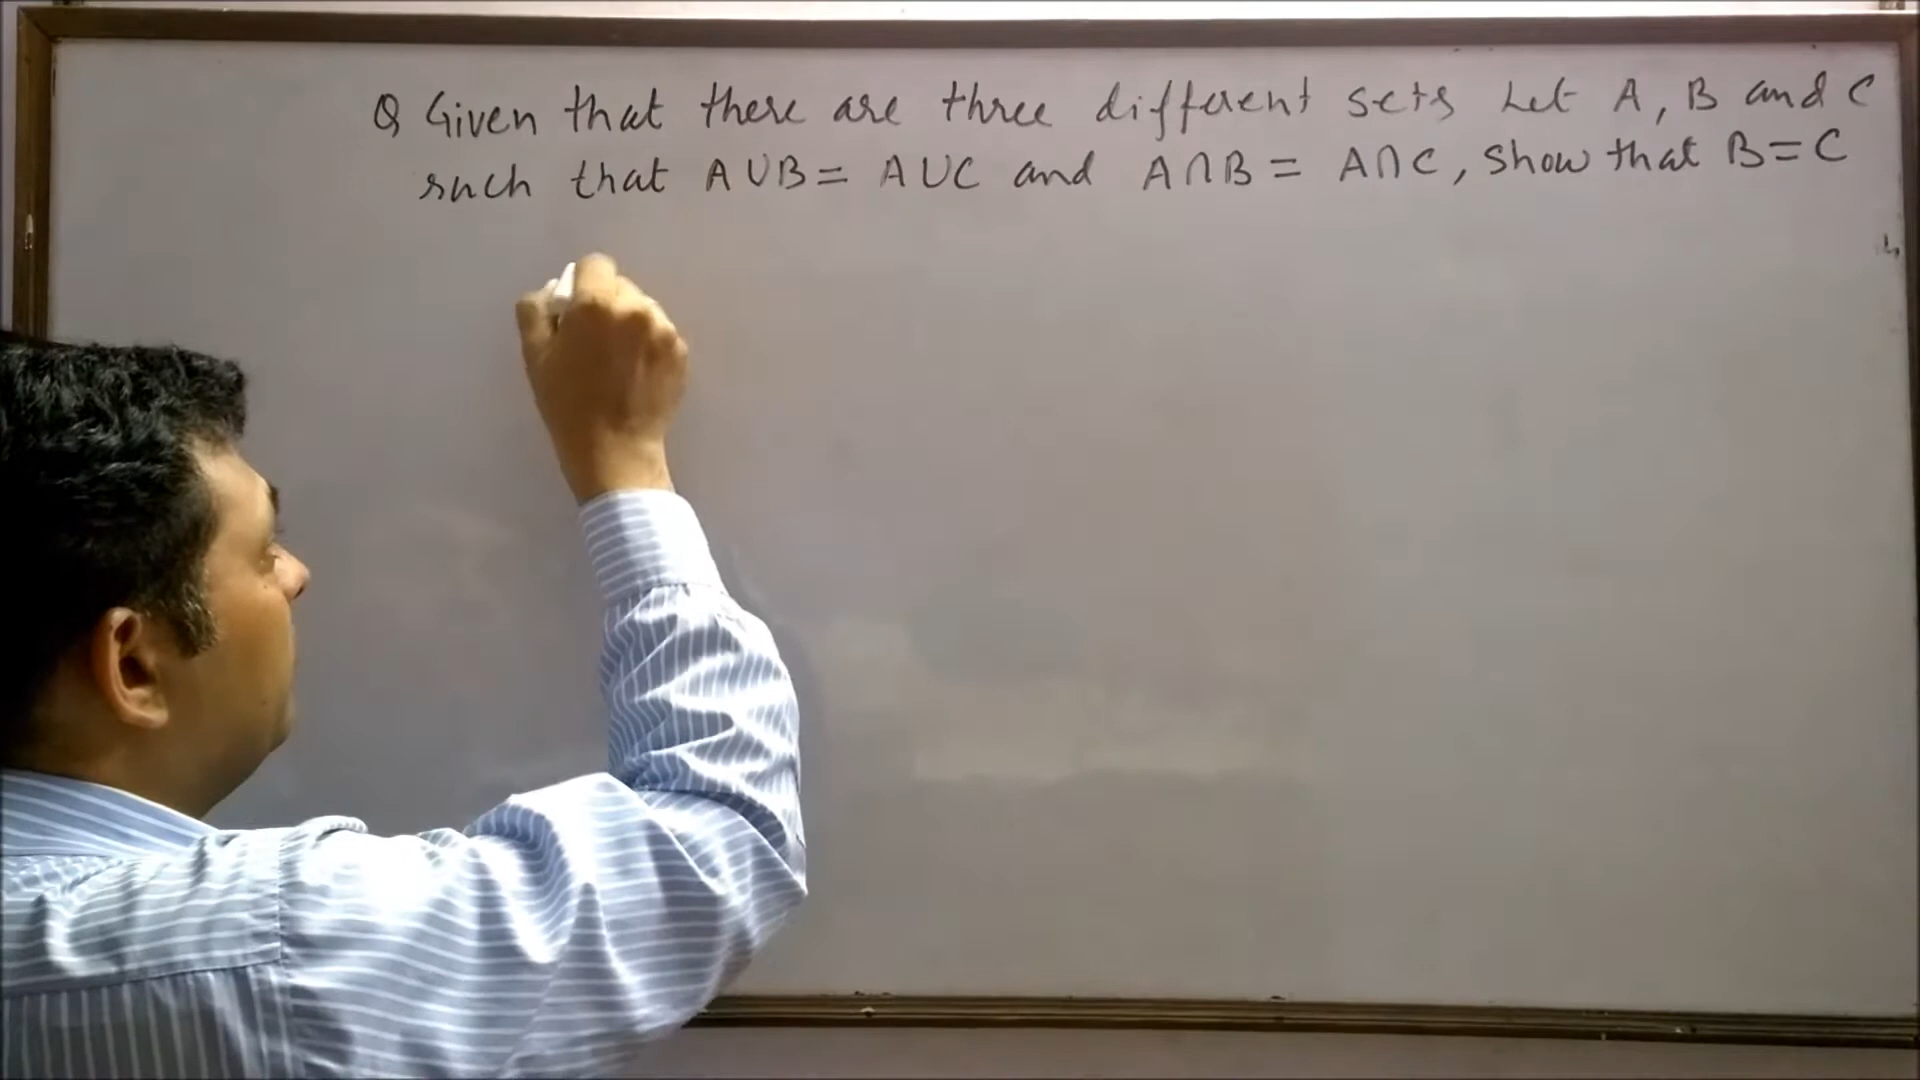 Q Given that there are three different sets Let A, B and C
such that A∪B = A∪C and A∩B = A∩C, show that B=C